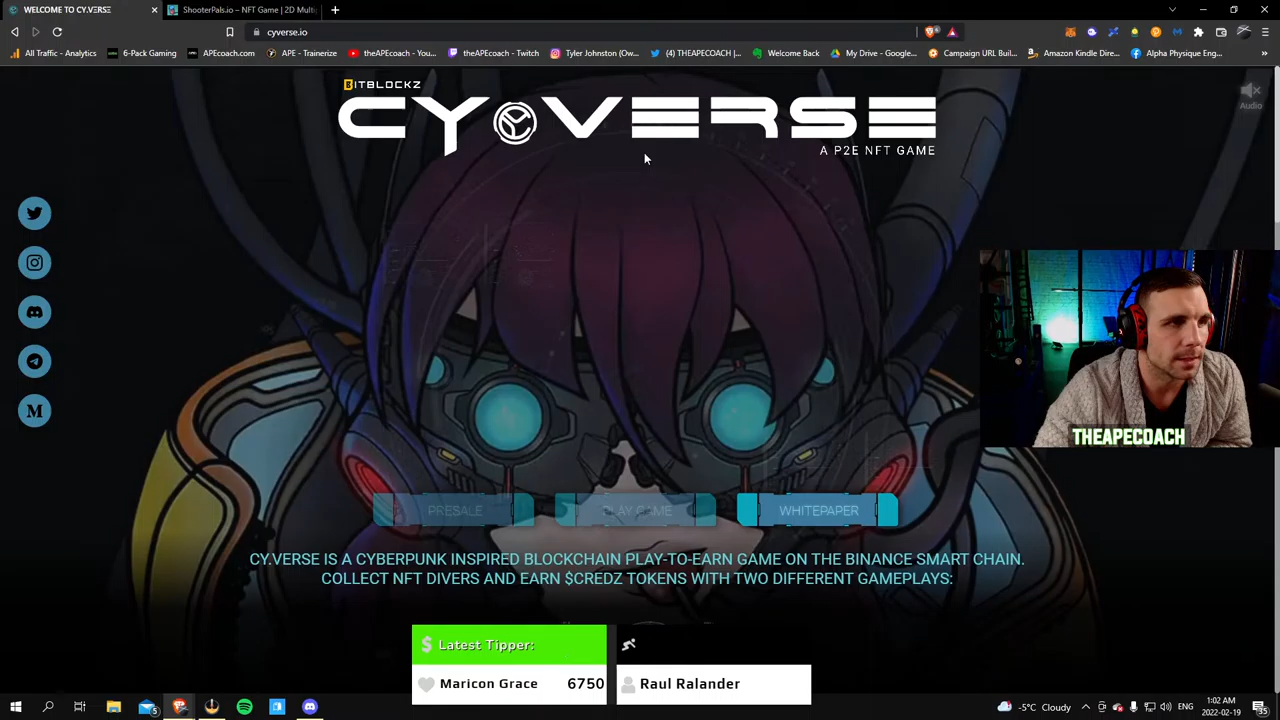 WELCOME TO CY.VERSE
ShooterPals.io – NFT Game | 2D Multi
cyverse.io
All Traffic - Analytics
6-Pack Gaming
APEcoach.com
APE - Trainerize
theAPEcoach - You...
theAPEcoach - Twitch
Tyler Johnston (Ow...
(4) THEAPECOACH |...
Welcome Back
My Drive - Google...
Campaign URL Buil...
Amazon Kindle Dire...
Alpha Physique Eng...
BITBLOCKZ
CY VERSE
A P2E NFT GAME
Audio
M
THEAPECOACH
PRESALE
PLAY GAME
WHITEPAPER
CY.VERSE IS A CYBERPUNK INSPIRED BLOCKCHAIN PLAY-TO-EARN GAME ON THE BINANCE SMART CHAIN.
COLLECT NFT DIVERS AND EARN $CREDZ TOKENS WITH TWO DIFFERENT GAMEPLAYS:
$ Latest Tipper:
Maricon Grace 6750
Raul Ralander
-5°C Cloudy
ENG
1:02 AM
2022-02-19